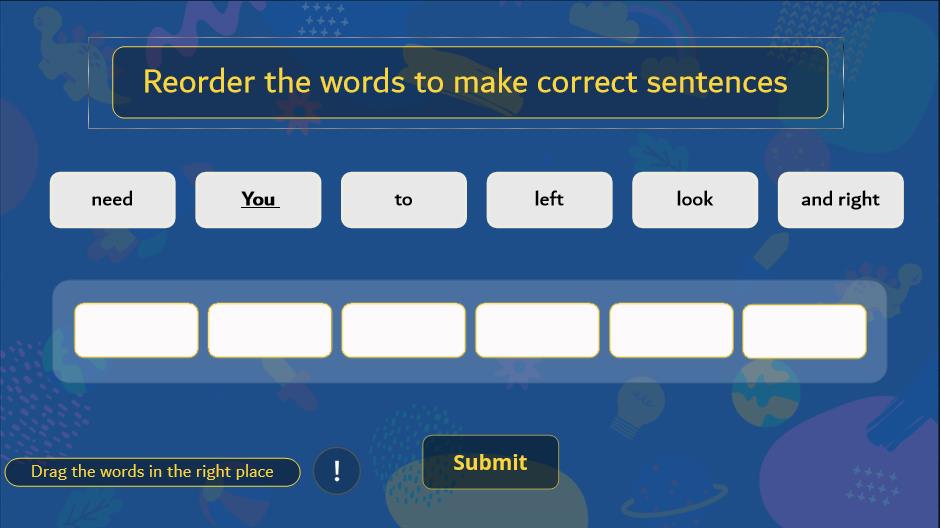 Reorder the words to make correct sentences
need You to left look and right
Drag the words in the right place ! Submit